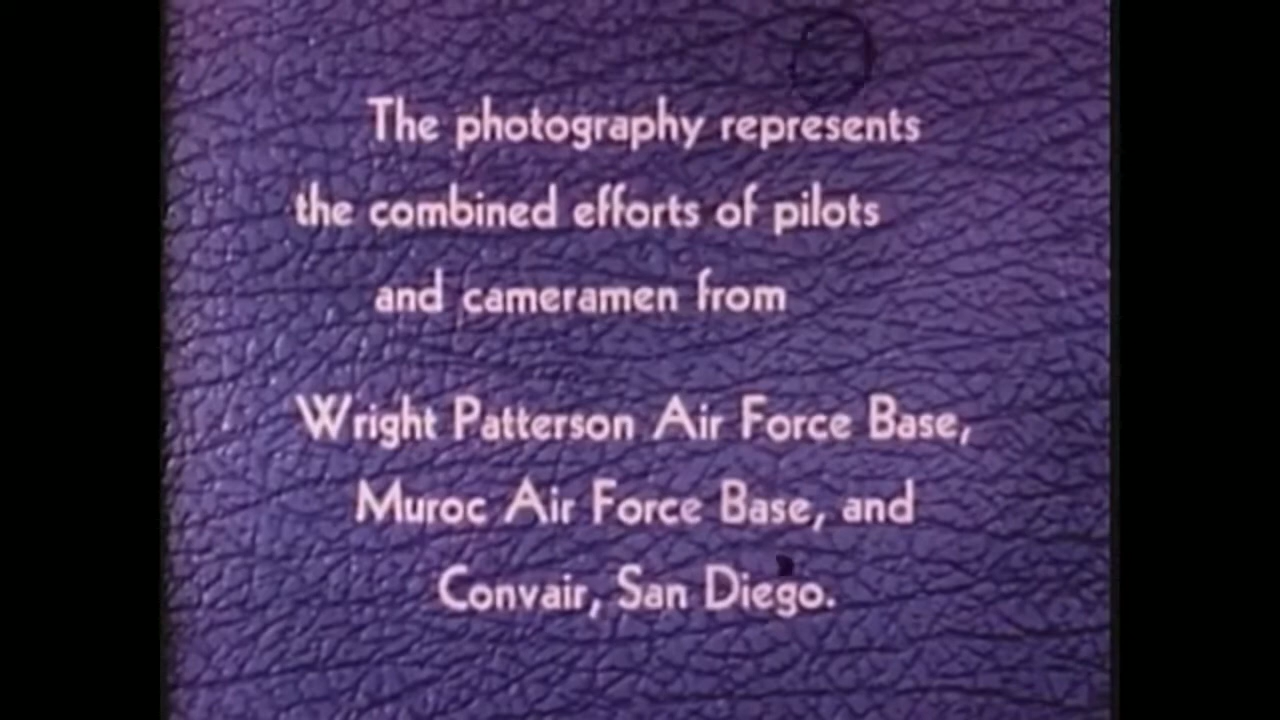 The photography represents
the combined efforts of pilots
and cameramen from
Wright Patterson Air Force Base,
Muroc Air Force Base, and
Convair, San Diego.